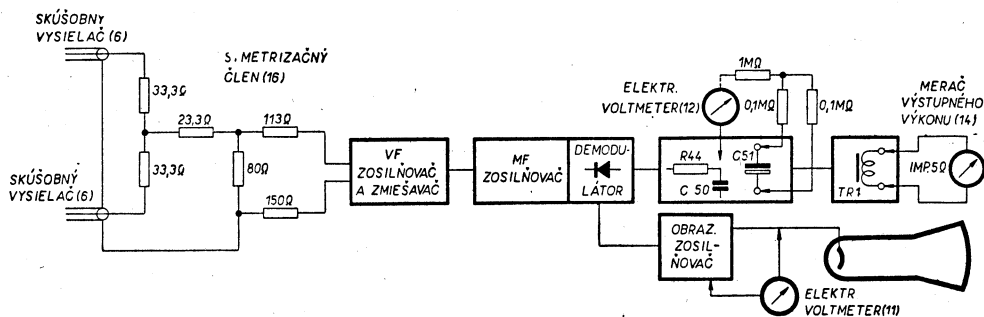 SKÚŠOBNÝ
VYSIELAČ (6)
S. METRIZAČNÝ
ČLEN (16)
33,3Ω
23,3Ω
113Ω
33,3Ω
80Ω
150Ω
SKÚŠOBNÝ
VYSIELAČ (6)
VF
ZOSILŇOVAČ
A ZMIEŠAVAČ
MF
ZOSILŇOVAČ
DEMODU-
LÁTOR
ELEKTR.
VOLTMETER (12)
1MΩ
0,1MΩ
0,1MΩ
R44
C 50
C51
TR1
MERAČ
VÝSTUPNÉHO
VÝKONU (14)
IMP.5Ω
OBRAZ.
ZOSIL-
ŇOVAČ
ELEKTR
VOLTMETER(11)